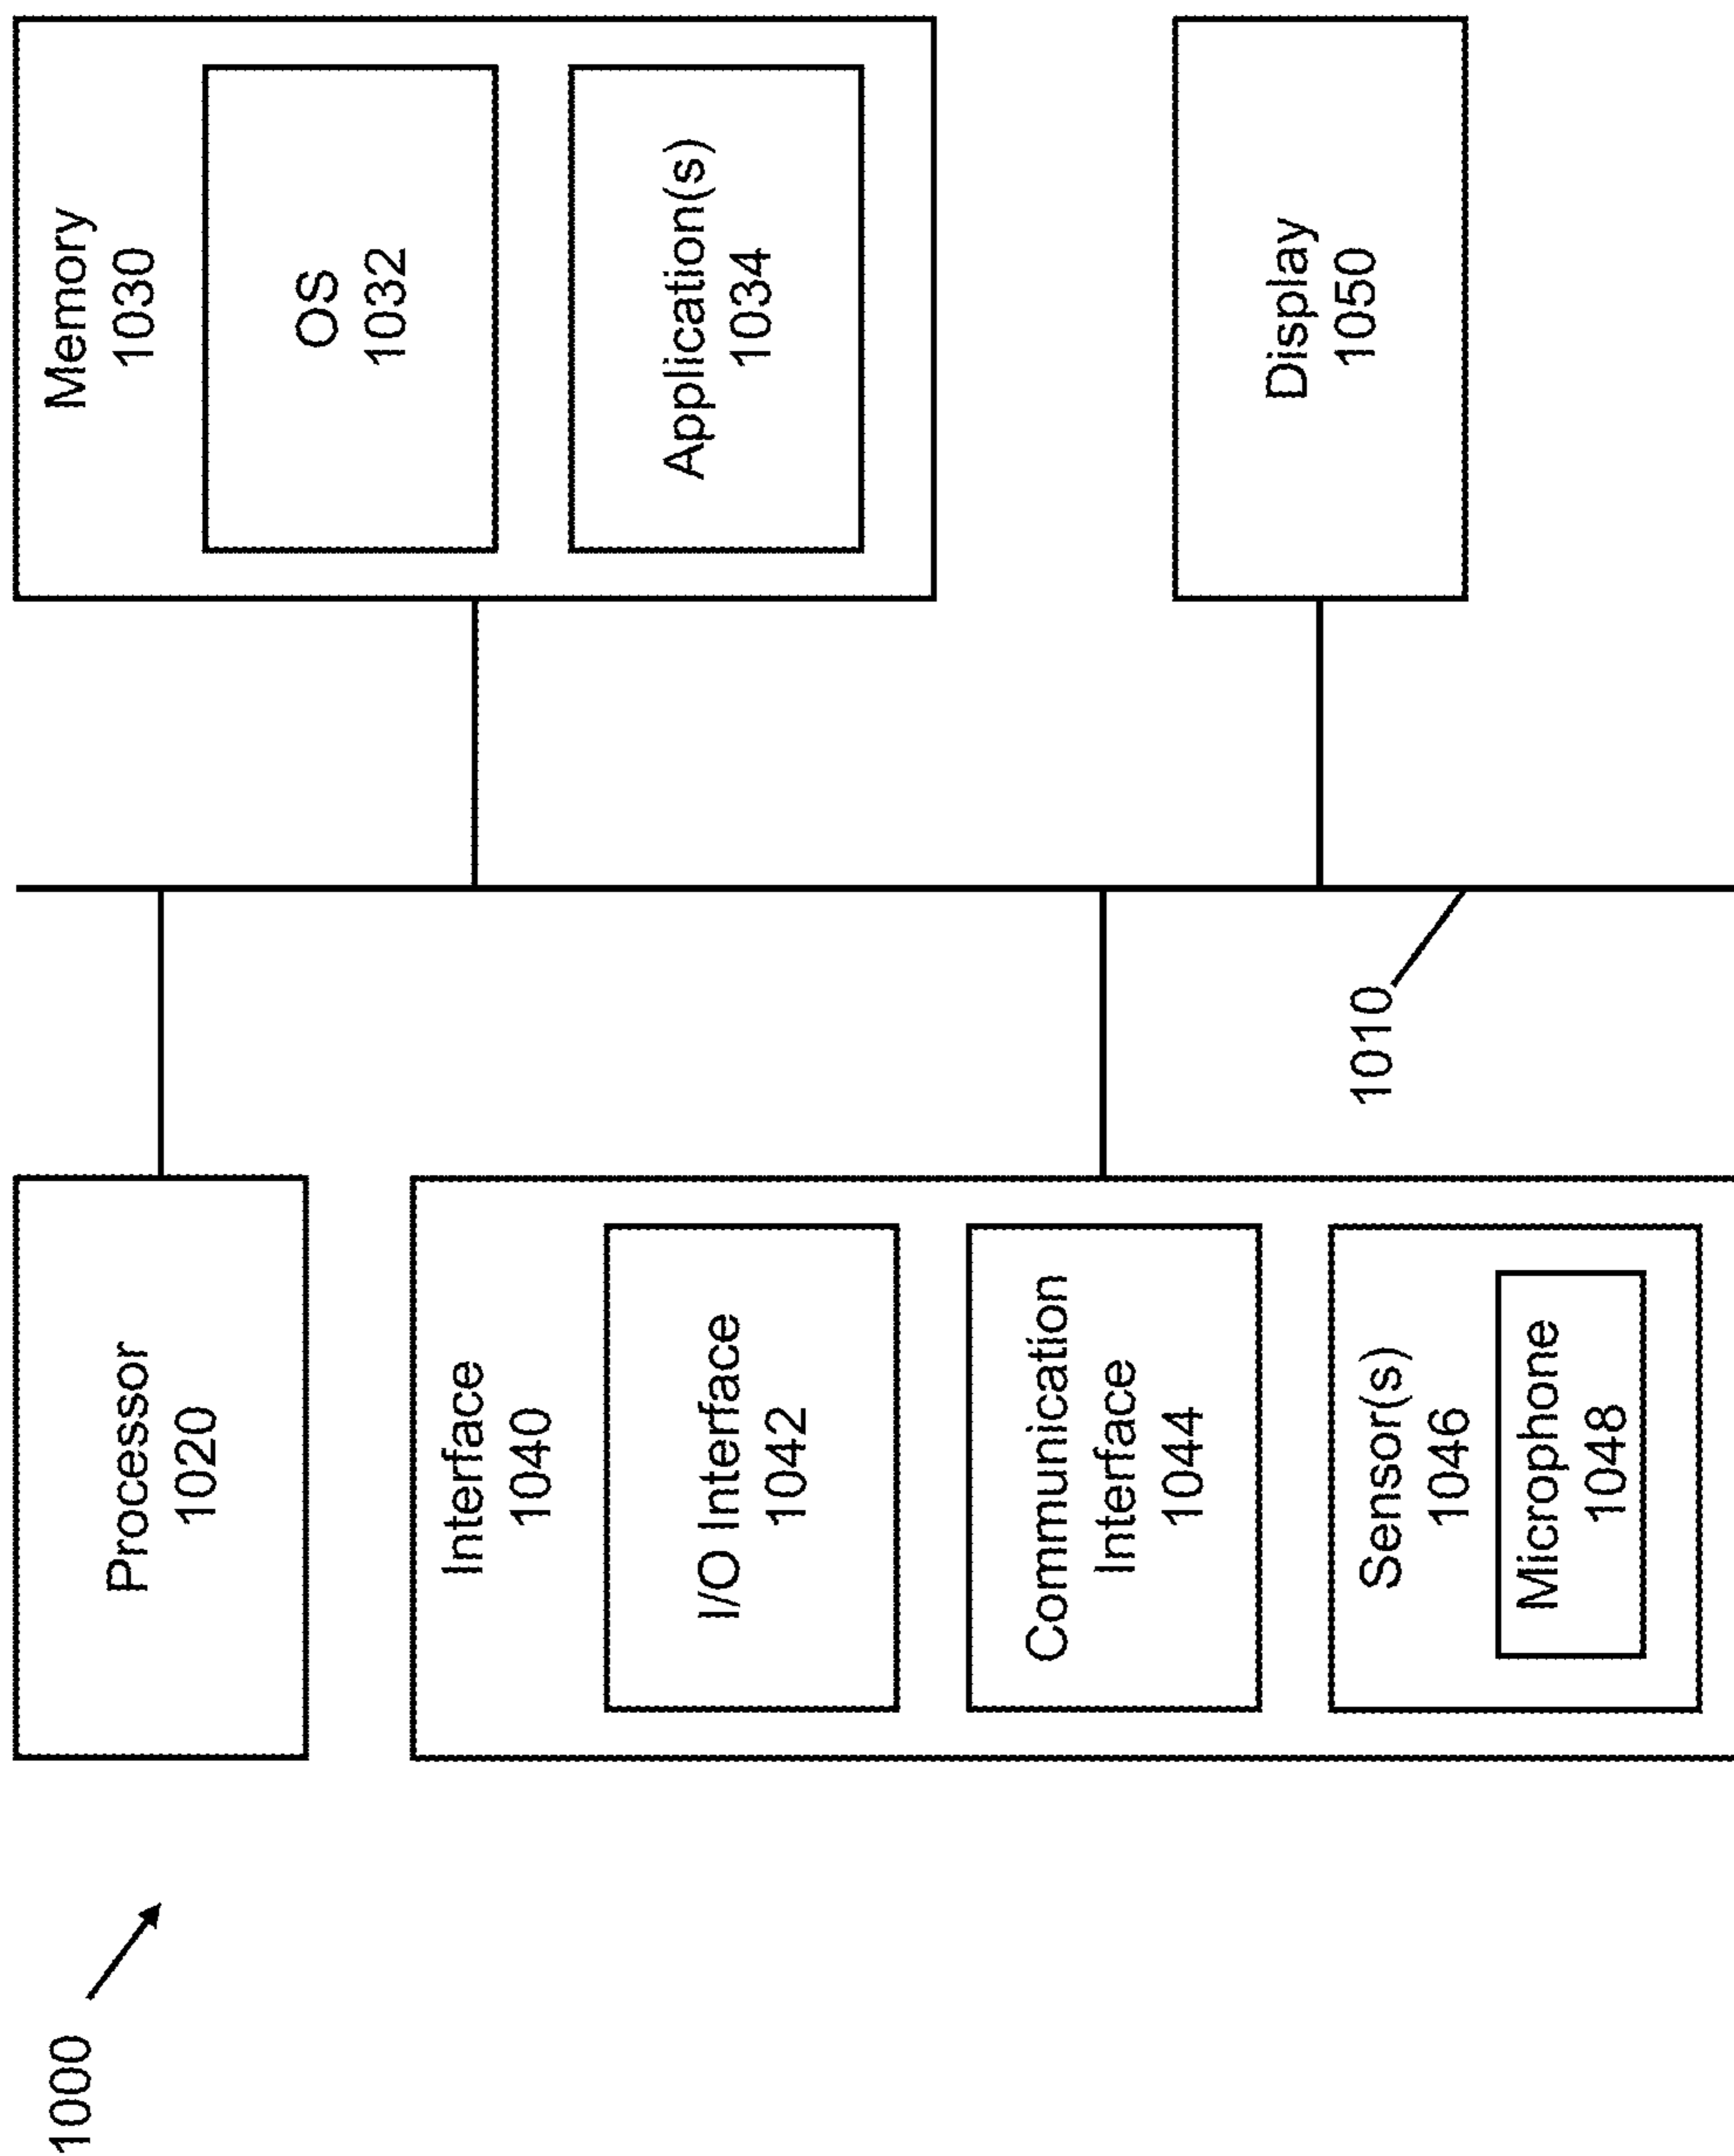 1000
Processor
1020
Interface
1040
I/O Interface
1042
Communication
Interface
1044
Sensor(s)
1046
Microphone
1048
1010
Memory
1030
OS
1032
Application(s)
1034
Display
1050